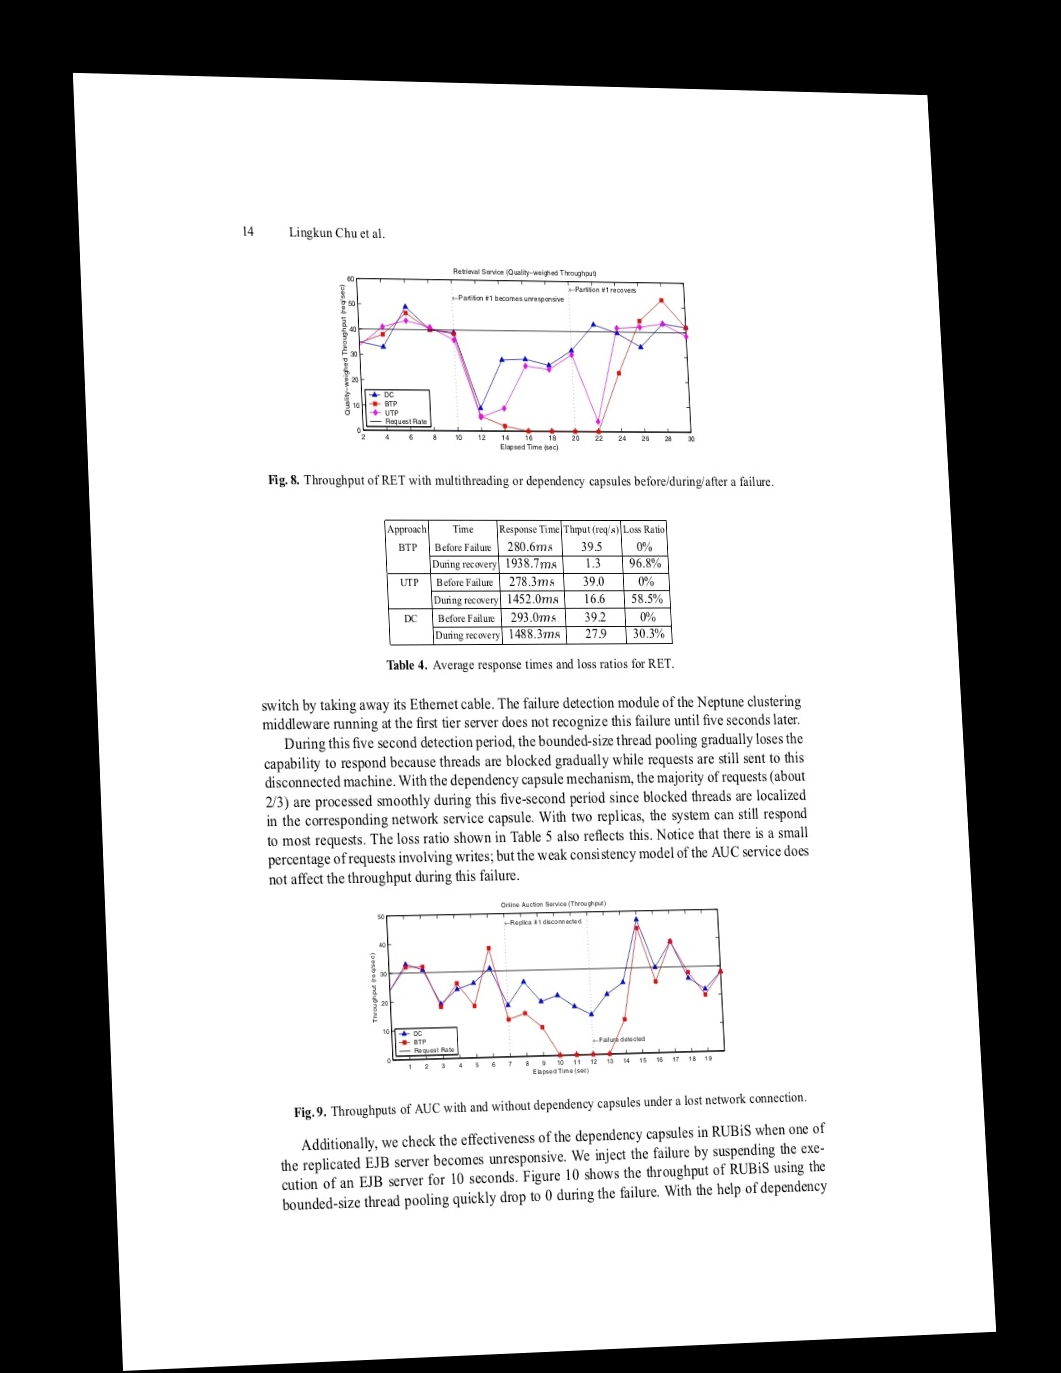 14 Lingkun Chu et al.
Retrieval Service (Quality-weighed Throughput)
Quality-weighed Throughput (req/sec)
60
50
40
30
20
10
0
←Partition #1 becomes unresponsive
←Partition #1 recovers
DC
BTP
UTP
Request Rate
2 4 6 8 10 12 14 16 18 20 22 24 26 28 30
Elapsed Time (sec)
Fig. 8. Throughput of RET with multithreading or dependency capsules before/during/after a failure.
Approach Time Response Time Thrput (req/s) Loss Ratio
BTP Before Failure 280.6ms 39.5 0%
During recovery 1938.7ms 1.3 96.8%
UTP Before Failure 278.3ms 39.0 0%
During recovery 1452.0ms 16.6 58.5%
DC Before Failure 293.0ms 39.2 0%
During recovery 1488.3ms 27.9 30.3%
Table 4. Average response times and loss ratios for RET.
switch by taking away its Ethernet cable. The failure detection module of the Neptune clustering
middleware running at the first tier server does not recognize this failure until five seconds later.
During this five second detection period, the bounded-size thread pooling gradually loses the
capability to respond because threads are blocked gradually while requests are still sent to this
disconnected machine. With the dependency capsule mechanism, the majority of requests (about
2/3) are processed smoothly during this five-second period since blocked threads are localized
in the corresponding network service capsule. With two replicas, the system can still respond
to most requests. The loss ratio shown in Table 5 also reflects this. Notice that there is a small
percentage of requests involving writes; but the weak consistency model of the AUC service does
not affect the throughput during this failure.
Online Auction Service (Throughput)
Throughput (req/sec)
50
40
30
20
10
0
←Replica #1 disconnected
←Failure detected
DC
BTP
Request Rate
1 2 3 4 5 6 7 8 9 10 11 12 13 14 15 16 17 18 19
Elapsed Time (sec)
Fig. 9. Throughputs of AUC with and without dependency capsules under a lost network connection.
Additionally, we check the effectiveness of the dependency capsules in RUBiS when one of
the replicated EJB server becomes unresponsive. We inject the failure by suspending the exe-
cution of an EJB server for 10 seconds. Figure 10 shows the throughput of RUBiS using the
bounded-size thread pooling quickly drop to 0 during the failure. With the help of dependency